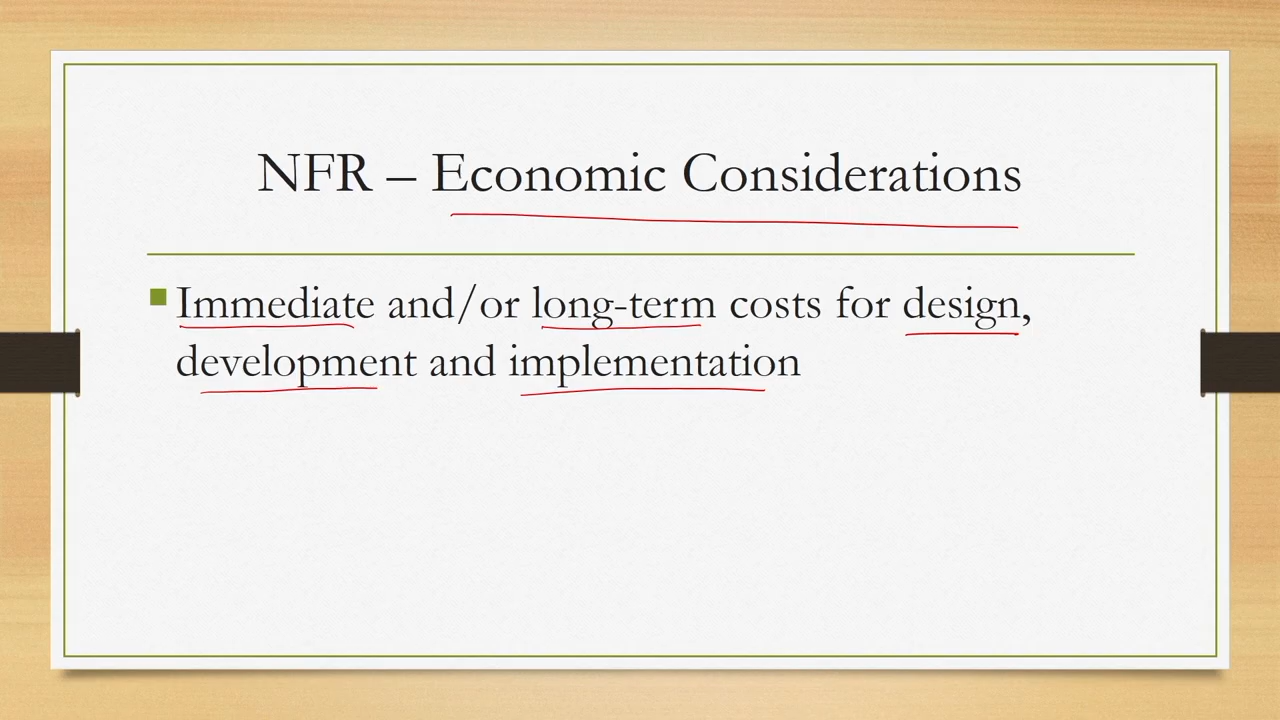 NFR – Economic Considerations
Immediate and/or long-term costs for design,
development and implementation